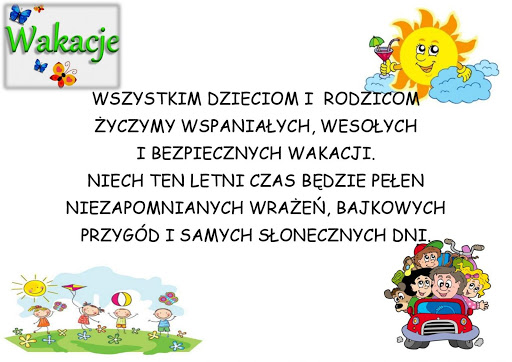 Wakacje
WSZYSTKIM DZIECIOM I RODZICOM
ŻYCZYMY WSPANIAŁYCH, WESOŁYCH
I BEZPIECZNYCH WAKACJI.
NIECH TEN LETNI CZAS BĘDZIE PEŁEN
NIEZAPOMNIANYCH WRAŻEŃ, BAJKOWYCH
PRZYGÓD I SAMYCH SŁONECZNYCH DNI.